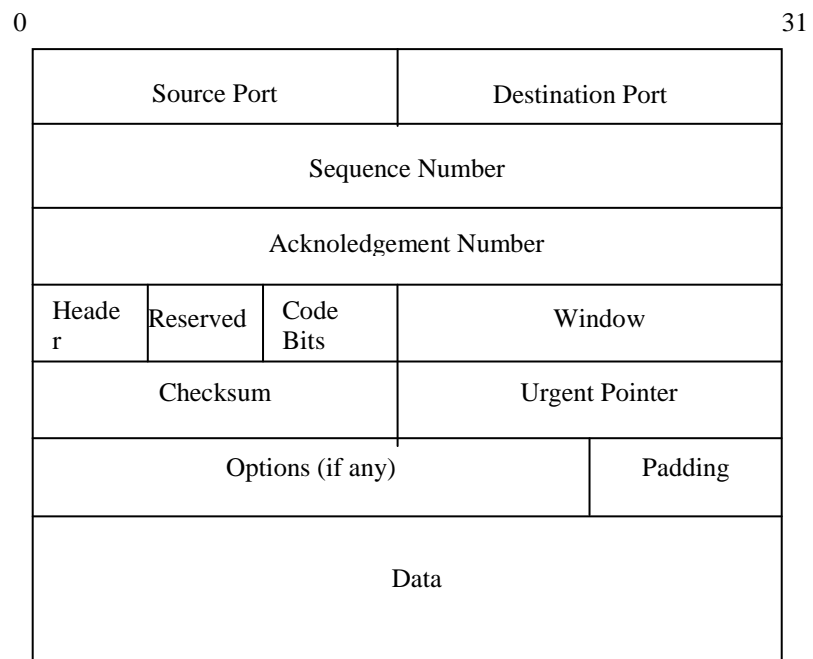 0 31
Source Port Destination Port
Sequence Number
Acknoledgement Number
Heade
r
Reserved
Code
Bits
Window
Checksum Urgent Pointer
Options (if any) Padding
Data